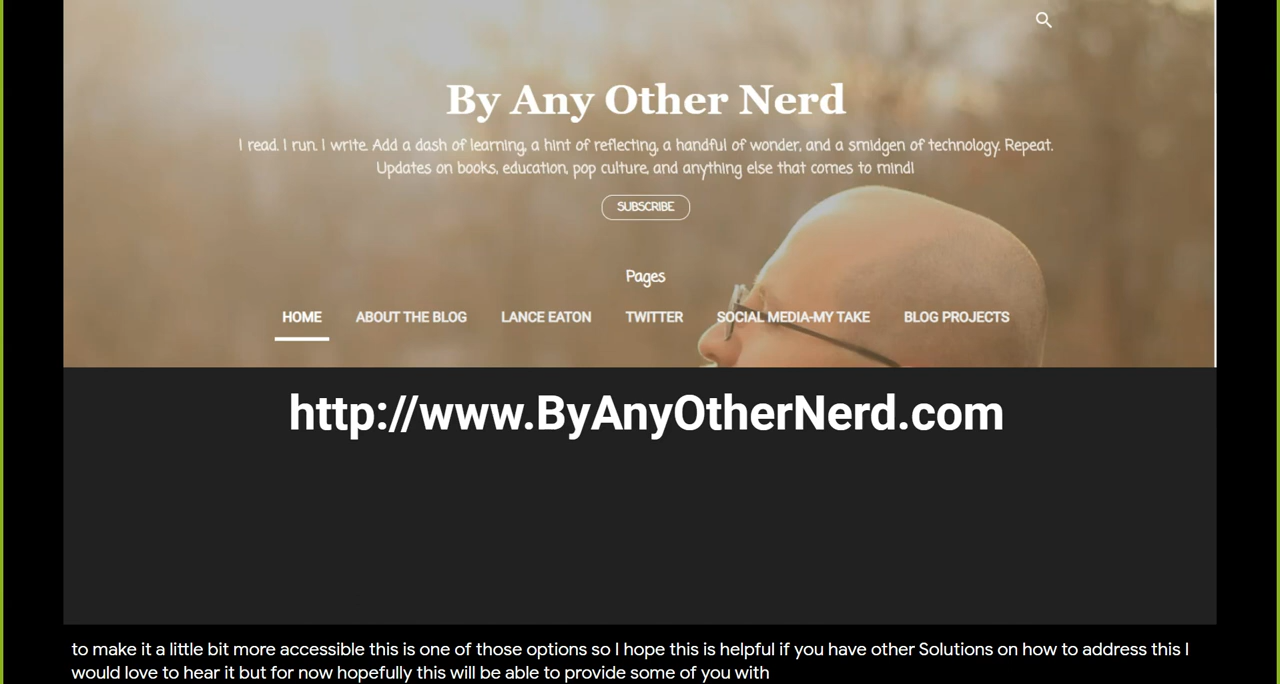 By Any Other Nerd
I read. I run. I write. Add a dash of learning, a hint of reflecting, a handful of wonder, and a smidgen of technology. Repeat.
Updates on books, education, pop culture, and anything else that comes to mind!
SUBSCRIBE
Pages
HOME ABOUT THE BLOG LANCE EATON TWITTER SOCIAL MEDIA-MY TAKE BLOG PROJECTS
http://www.ByAnyOtherNerd.com
to make it a little bit more accessible this is one of those options so I hope this is helpful if you have other Solutions on how to address this I
would love to hear it but for now hopefully this will be able to provide some of you with